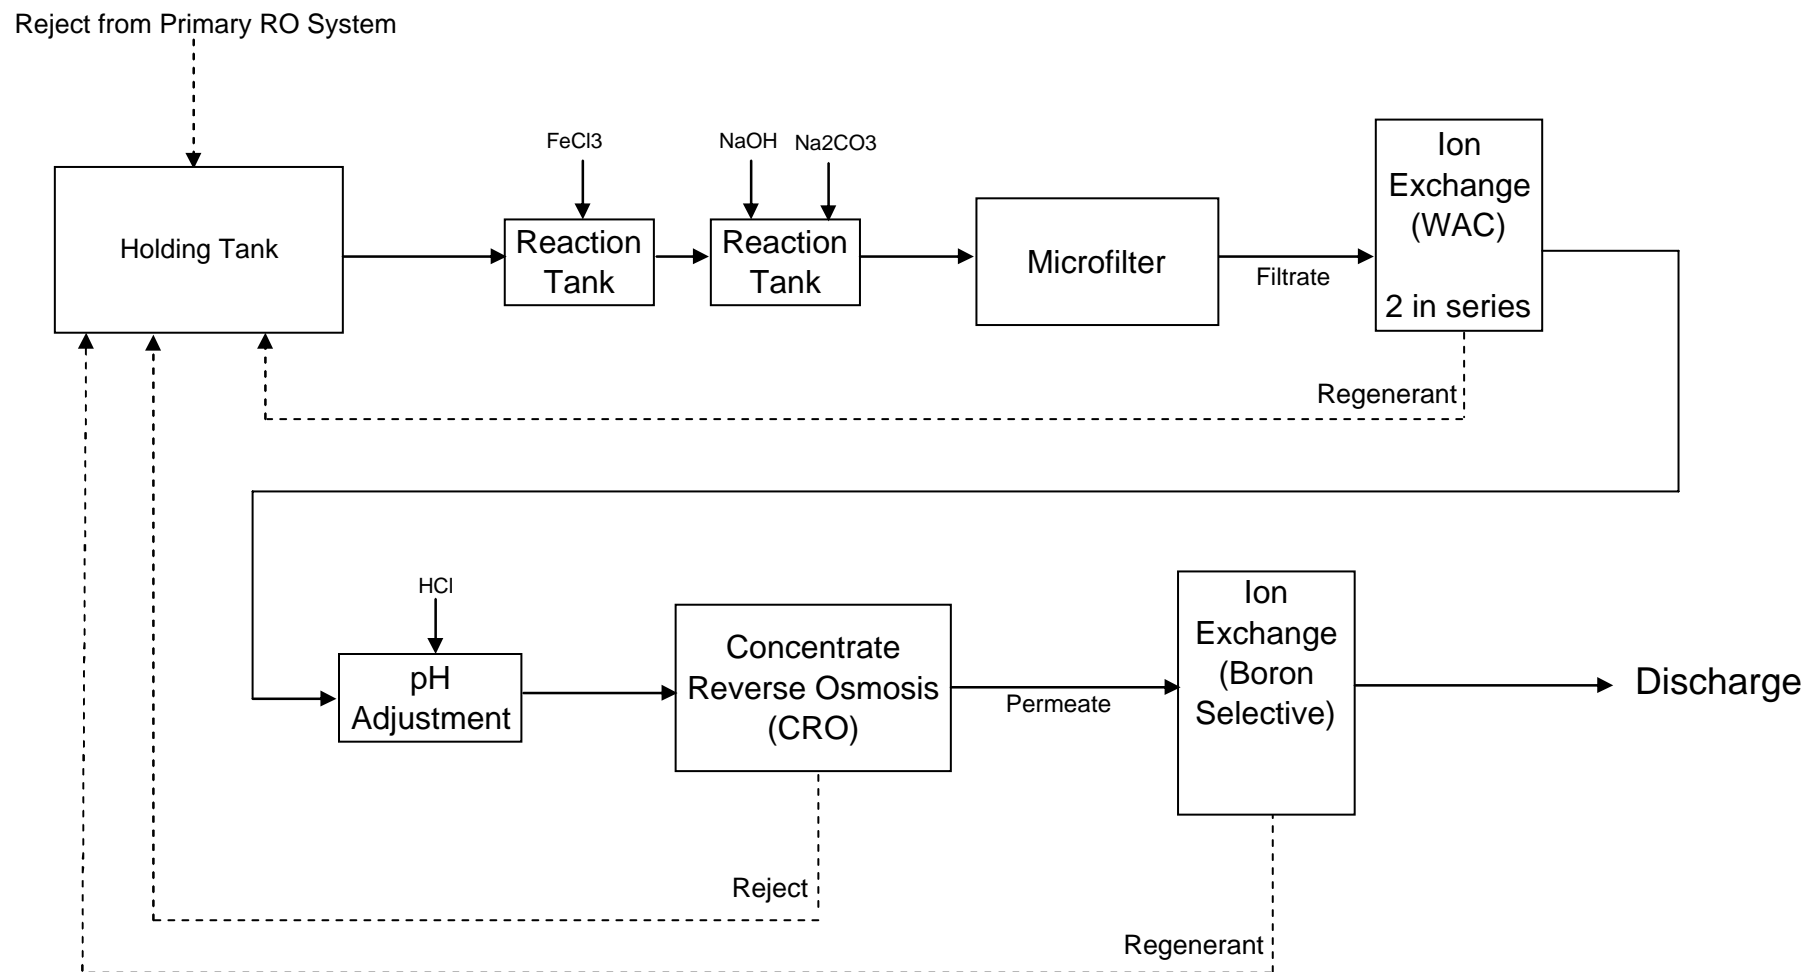 Reject from Primary RO System
FeCl3
NaOH
Na2CO3
Holding Tank
Reaction
Tank
Reaction
Tank
Microfilter
Filtrate
Ion
Exchange
(WAC)
2 in series
Regenerant
HCl
pH
Adjustment
Concentrate
Reverse Osmosis
(CRO)
Permeate
Ion
Exchange
(Boron
Selective)
Discharge
Reject
Regenerant